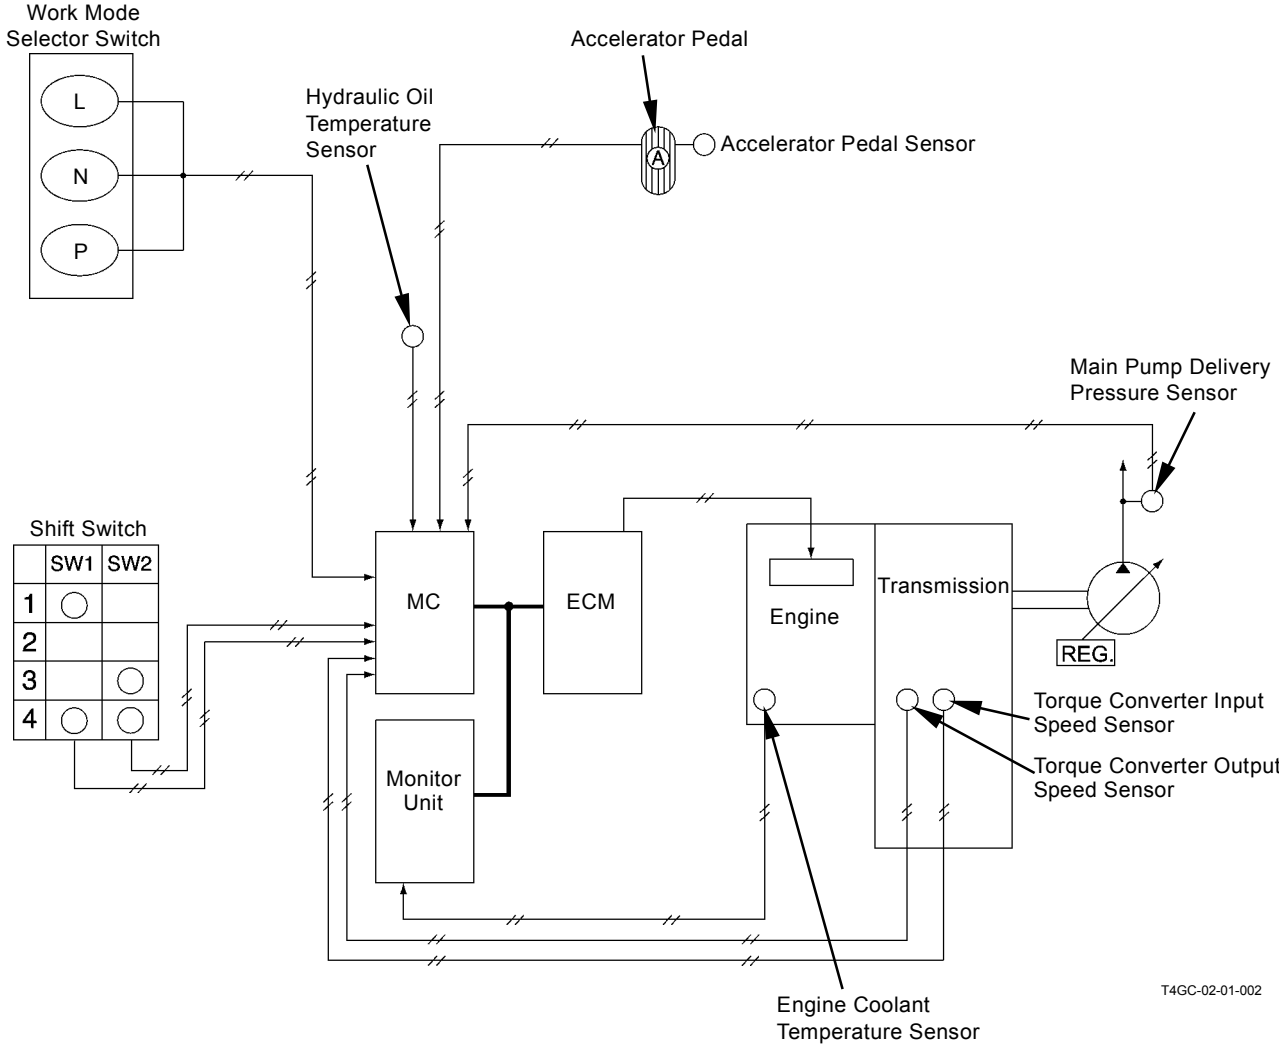 Work Mode
Selector Switch
L
N
P
Accelerator Pedal
Hydraulic Oil
Temperature
Sensor
A
Accelerator Pedal Sensor
Main Pump Delivery
Pressure Sensor
Shift Switch
SW1 SW2
1
2
3
4
MC
ECM
Engine
Transmission
REG.
Monitor
Unit
Torque Converter Input
Speed Sensor
Torque Converter Output
Speed Sensor
Engine Coolant
Temperature Sensor
T4GC-02-01-002